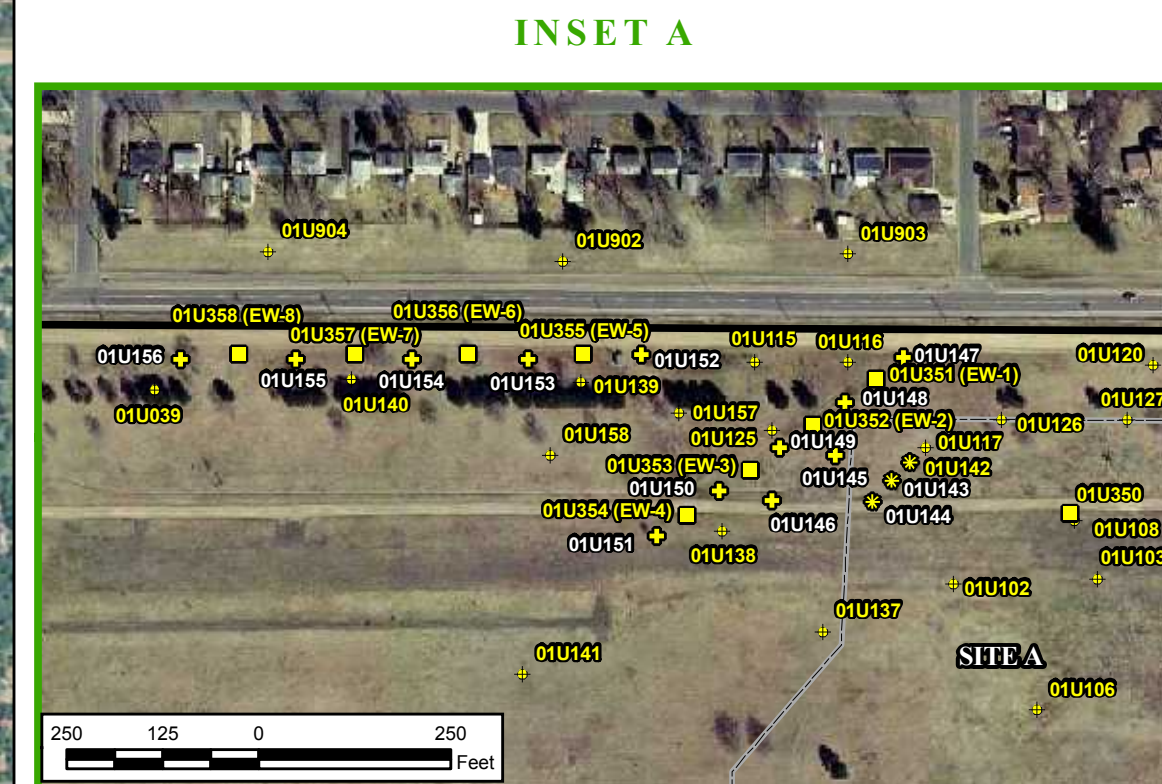 INSET A
01U904
01U902
01U903
01U358 (EW-8)
01U356 (EW-6)
01U357 (EW-7)
01U355 (EW-5)
01U156
01U155
01U154
01U153
01U152
01U115
01U116
01U147
01U120
01U351 (EW-1)
01U039
01U140
01U139
01U148
01U127
01U157
01U352 (EW-2)
01U126
01U158
01U125
01U149
01U117
01U353 (EW-3)
01U145
01U142
01U150
01U143
01U350
01U354 (EW-4)
01U146
01U144
01U108
01U151
01U138
01U103
01U102
01U137
01U141
SITE A
01U106
250 125 0 250
Feet